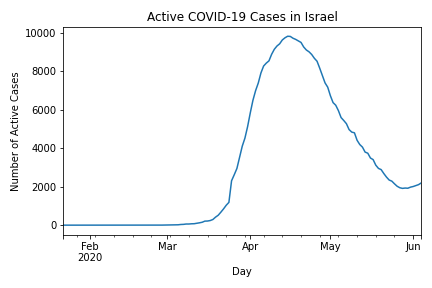 Active COVID-19 Cases in Israel
10000
8000
6000
4000
2000
0
Number of Active Cases
Feb Mar Apr May Jun
2020
Day